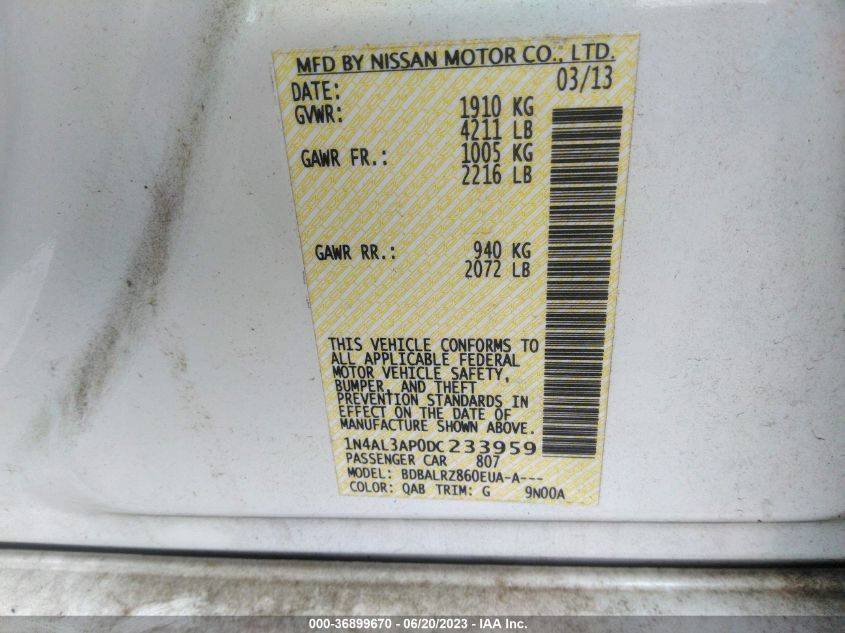 MFD BY NISSAN MOTOR CO., LTD.
DATE: 03/13
GVWR: 1910 KG
4211 LB
GAWR FR.: 1005 KG
2216 LB
GAWR RR.: 940 KG
2072 LB
THIS VEHICLE CONFORMS TO
ALL APPLICABLE FEDERAL
MOTOR VEHICLE SAFETY,
BUMPER, AND THEFT
PREVENTION STANDARDS IN
EFFECT ON THE DATE OF
MANUFACTURE SHOWN ABOVE.
1N4AL3AP0DC233959
PASSENGER CAR 807
MODEL: BDBALRZ860EUA-A---
COLOR: QAB TRIM: G 9N00A
000-36899670 - 06/20/2023 - IAA Inc.